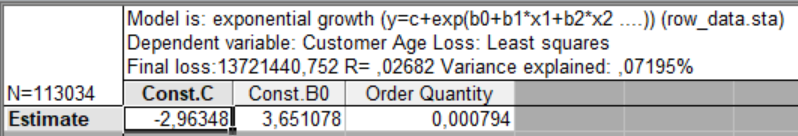 Model is: exponential growth (y=c+exp(b0+b1*x1+b2*x2 ....)) (row_data.sta)
Dependent variable: Customer Age Loss: Least squares
Final loss:13721440,752 R= ,02682 Variance explained: ,07195%
N=113034 Const.C Const.B0 Order Quantity
Estimate -2,96348 3,651078 0,000794